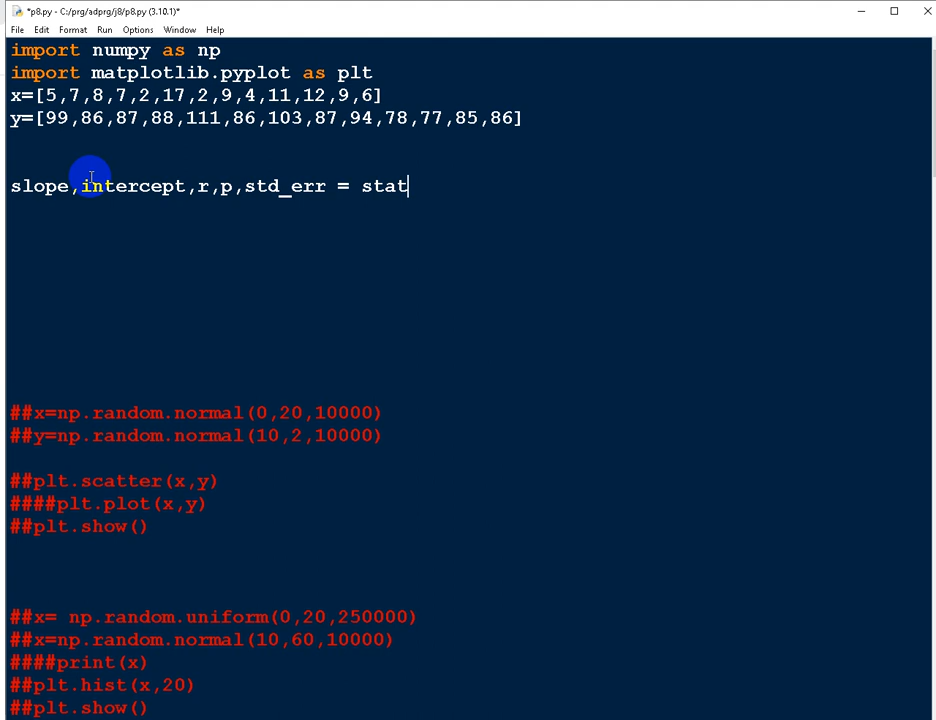 *p8.py - C:/prg/adprg/j8/p8.py (3.10.1)*
File Edit Format Run Options Window Help
import numpy as np
import matplotlib.pyplot as plt
x=[5,7,8,7,2,17,2,9,4,11,12,9,6]
y=[99,86,87,88,111,86,103,87,94,78,77,85,86]
slope,intercept,r,p,std_err = stat
##x=np.random.normal(0,20,10000)
##y=np.random.normal(10,2,10000)
##plt.scatter(x,y)
####plt.plot(x,y)
##plt.show()
##x= np.random.uniform(0,20,250000)
##x=np.random.normal(10,60,10000)
####print(x)
##plt.hist(x,20)
##plt.show()